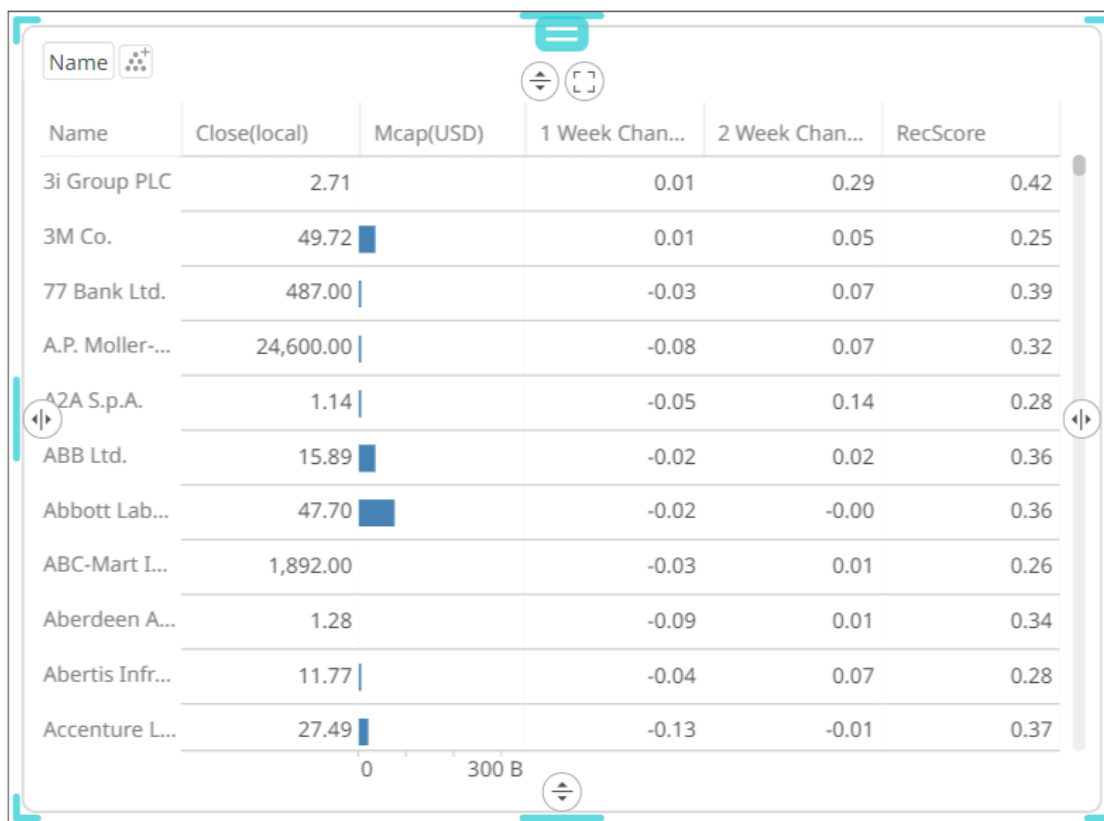 Name
Name Close(local) Mcap(USD) 1 Week Chan... 2 Week Chan... RecScore
3i Group PLC 2.71 0.01 0.29 0.42
3M Co. 49.72 0.01 0.05 0.25
77 Bank Ltd. 487.00 -0.03 0.07 0.39
A.P. Moller-... 24,600.00 -0.08 0.07 0.32
A2A S.p.A. 1.14 -0.05 0.14 0.28
ABB Ltd. 15.89 -0.02 0.02 0.36
Abbott Lab... 47.70 -0.02 -0.00 0.36
ABC-Mart I... 1,892.00 -0.03 0.01 0.26
Aberdeen A... 1.28 -0.09 0.01 0.34
Abertis Infr... 11.77 -0.04 0.07 0.28
Accenture L... 27.49 -0.13 -0.01 0.37
0 300 B